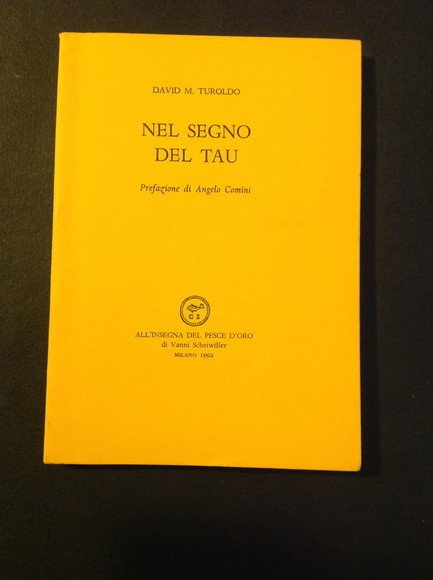 DAVID M. TUROLDO
NEL SEGNO
DEL TAU
Prefazione di Angelo Comini
G S
ALL'INSEGNA DEL PESCE D'ORO
di Vanni Scheiwiller
MILANO 1992